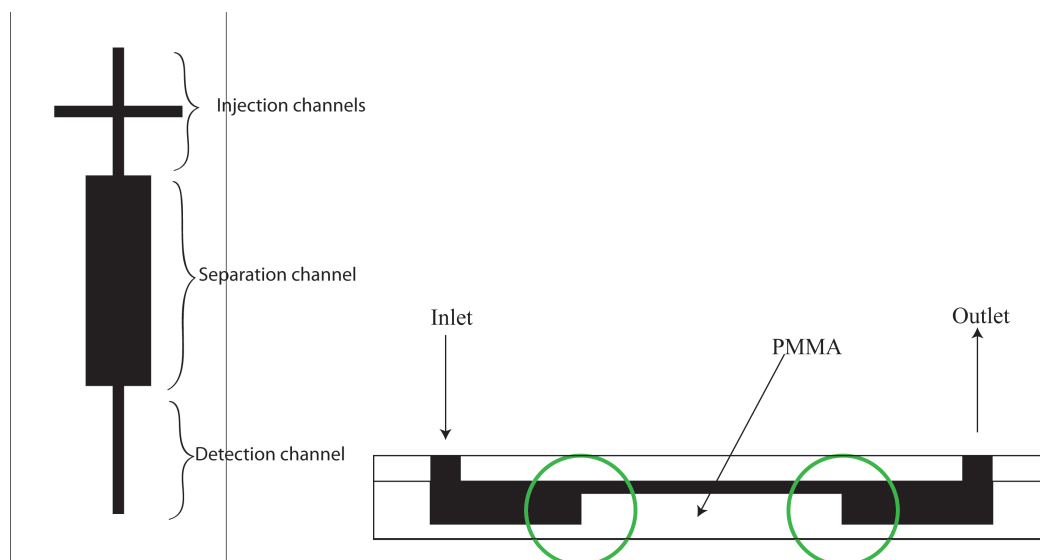 Injection channels
Separation channel
Detection channel
Inlet
Outlet
PMMA